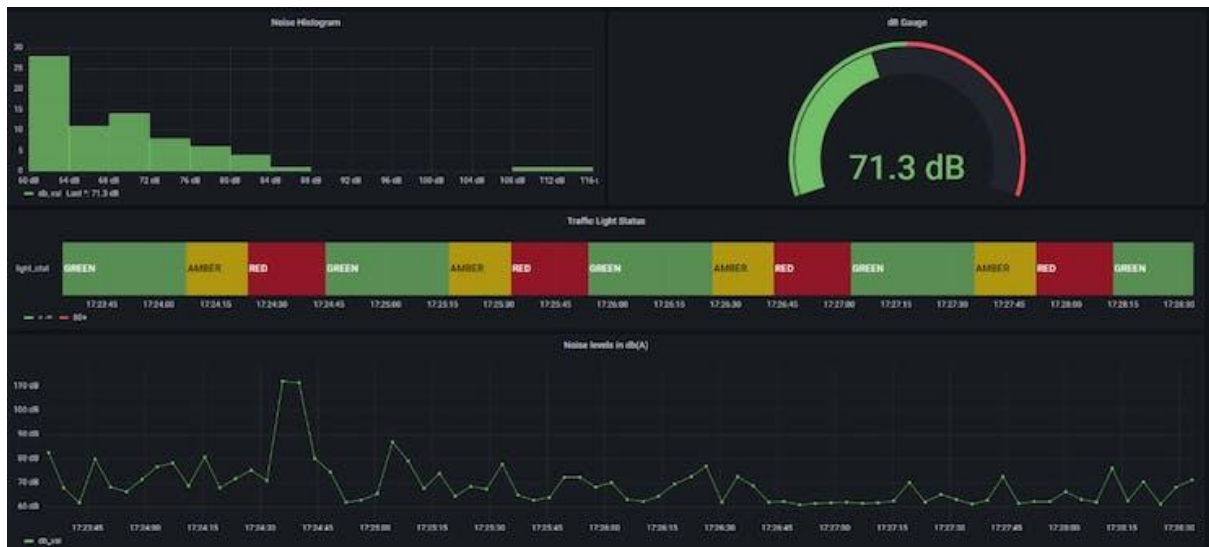 Noise Histogram
30
25
20
15
10
5
0
60 dB 64 dB 68 dB 72 dB 76 dB 80 dB 84 dB 88 dB 92 dB 96 dB 100 dB 104 dB 108 dB 112 dB
db_val Last *: 71.3 dB
dB Gauge
71.3 dB
Traffic Light Status
GREEN AMBER RED GREEN AMBER RED GREEN AMBER RED GREEN AMBER RED GREEN
17:23:45 17:24:00 17:24:15 17:24:30 17:24:45 17:25:00 17:25:15 17:25:30 17:25:45 17:26:00 17:26:15 17:26:30 17:26:45 17:27:00 17:27:15 17:27:30 17:27:45 17:28:00 17:28:15 17:28:30
80+
Noise levels in db(A)
110 dB
100 dB
90 dB
80 dB
70 dB
60 dB
17:23:45 17:24:00 17:24:15 17:24:30 17:24:45 17:25:00 17:25:15 17:25:30 17:25:45 17:26:00 17:26:15 17:26:30 17:26:45 17:27:00 17:27:15 17:27:30 17:27:45 17:28:00 17:28:15 17:28:30
db_val